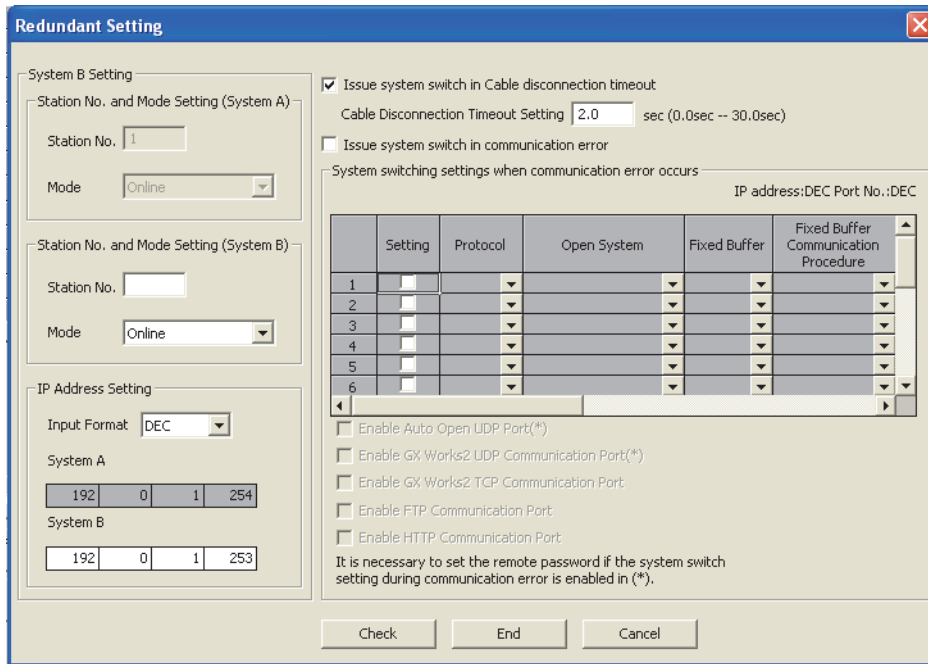 Redundant Setting
System B Setting
Station No. and Mode Setting (System A)
Station No. 1
Mode Online
Station No. and Mode Setting (System B)
Station No.
Mode Online
IP Address Setting
Input Format DEC
System A
192 0 1 254
System B
192 0 1 253
Issue system switch in Cable disconnection timeout
Cable Disconnection Timeout Setting 2.0 sec (0.0sec -- 30.0sec)
Issue system switch in communication error
System switching settings when communication error occurs
IP address:DEC Port No.:DEC
Setting Protocol Open System Fixed Buffer Fixed Buffer Communication Procedure
1
2
3
4
5
6
Enable Auto Open UDP Port(*)
Enable GX Works2 UDP Communication Port(*)
Enable GX Works2 TCP Communication Port
Enable FTP Communication Port
Enable HTTP Communication Port
It is necessary to set the remote password if the system switch
setting during communication error is enabled in (*).
Check End Cancel